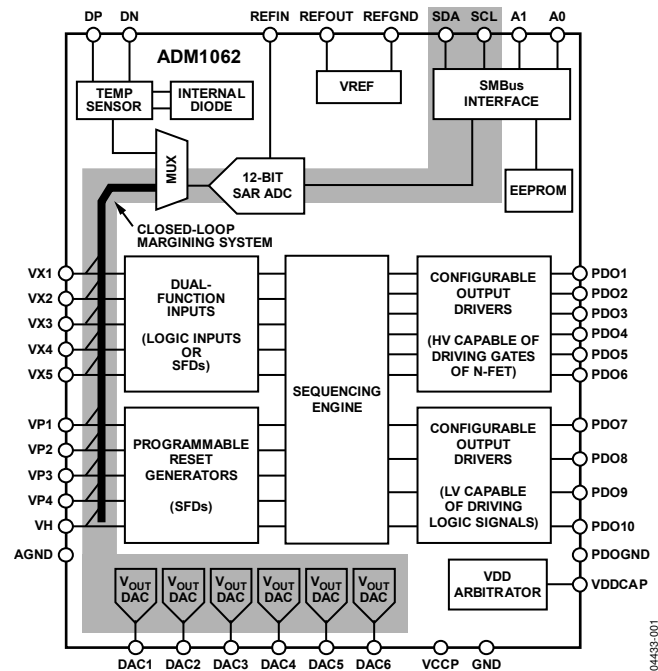 DP DN REFIN REFOUT REFGND SDA SCL A1 A0
ADM1062
TEMP
SENSOR
INTERNAL
DIODE
VREF
SMBus
INTERFACE
MUX
12-BIT
SAR ADC
EEPROM
CLOSED-LOOP
MARGINING SYSTEM
VX1
VX2
VX3
VX4
VX5
DUAL-
FUNCTION
INPUTS
(LOGIC INPUTS
OR
SFDs)
SEQUENCING
ENGINE
CONFIGURABLE
OUTPUT
DRIVERS
(HV CAPABLE OF
DRIVING GATES
OF N-FET)
PDO1
PDO2
PDO3
PDO4
PDO5
PDO6
VP1
VP2
VP3
VP4
VH
AGND
PROGRAMMABLE
RESET
GENERATORS
(SFDs)
CONFIGURABLE
OUTPUT
DRIVERS
(LV CAPABLE
OF DRIVING
LOGIC SIGNALS)
PDO7
PDO8
PDO9
PDO10
PDOGND
VDDCAP
VDD
ARBITRATOR
VOUT
DAC
VOUT
DAC
VOUT
DAC
VOUT
DAC
VOUT
DAC
VOUT
DAC
DAC1 DAC2 DAC3 DAC4 DAC5 DAC6 VCCP GND
04433-001